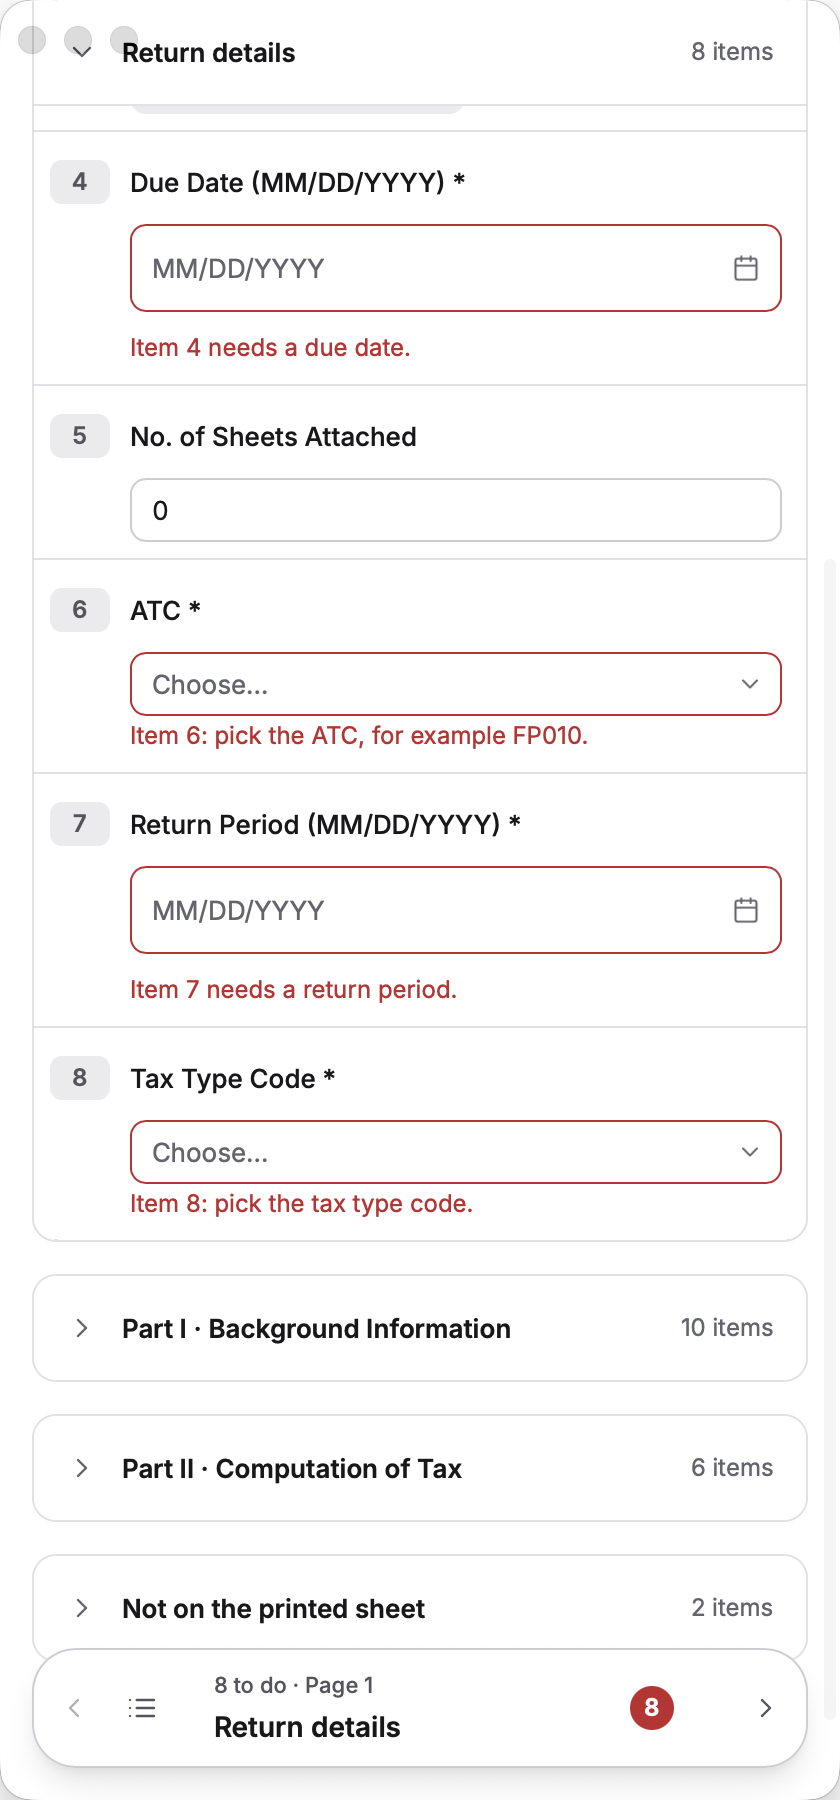 Return details
8 items
4
Due Date (MM/DD/YYYY) *
MM/DD/YYYY
Item 4 needs a due date.
5
No. of Sheets Attached
0
6
ATC *
Choose...
Item 6: pick the ATC, for example FP010.
7
Return Period (MM/DD/YYYY) *
MM/DD/YYYY
Item 7 needs a return period.
8
Tax Type Code *
Choose...
Item 8: pick the tax type code.
Part I · Background Information
10 items
Part II · Computation of Tax
6 items
Not on the printed sheet
2 items
8 to do · Page 1
Return details
8